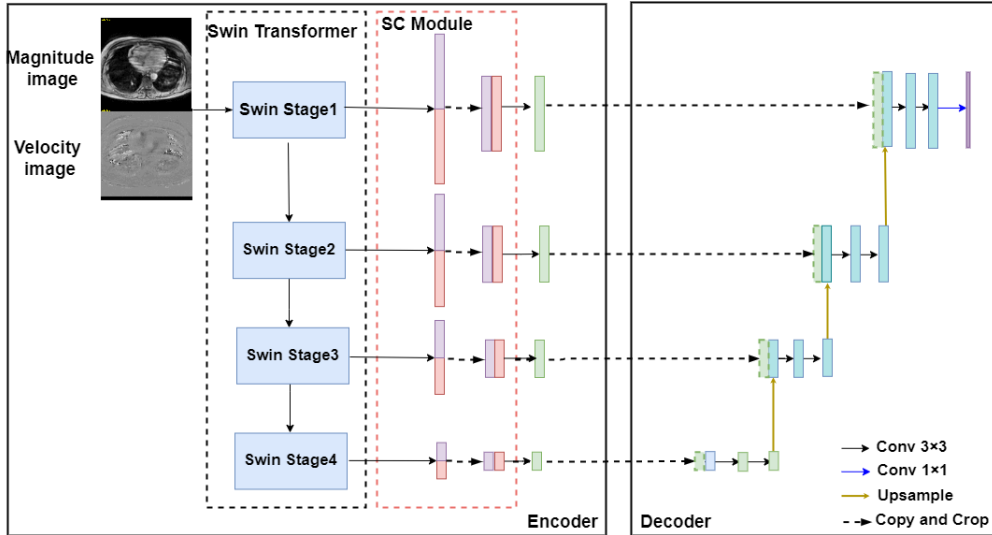 Swin Transformer
SC Module
Magnitude
image
Velocity
image
Swin Stage1
Swin Stage2
Swin Stage3
Swin Stage4
Encoder
Decoder
Conv 3×3
Conv 1×1
Upsample
Copy and Crop